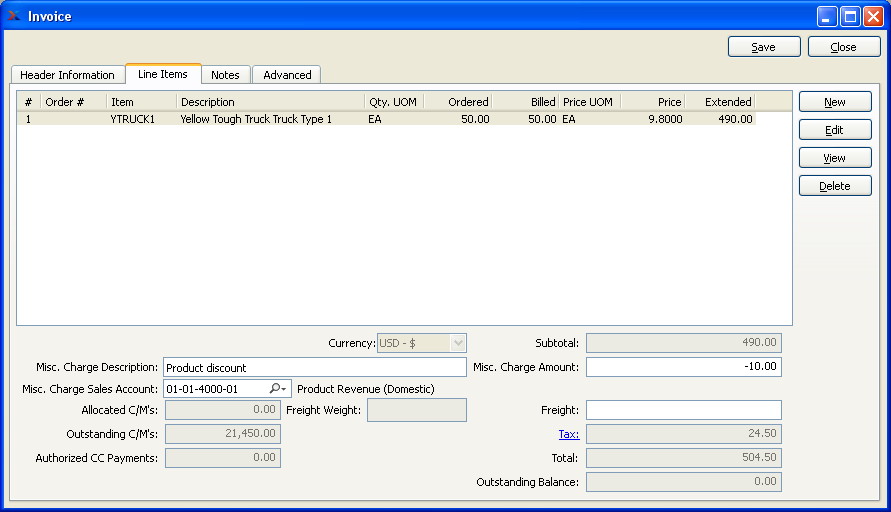 Invoice
Save Close
Header Information Line Items Notes Advanced
# Order # Item Description Qty. UOM Ordered Billed Price UOM Price Extended
1 YTRUCK1 Yellow Tough Truck Truck Type 1 EA 50.00 50.00 EA 9.8000 490.00
New
Edit
View
Delete
Currency: USD - $ Subtotal: 490.00
Misc. Charge Description: Product discount Misc. Charge Amount: -10.00
Misc. Charge Sales Account: 01-01-4000-01 Product Revenue (Domestic)
Allocated C/M's: 0.00 Freight Weight: Freight:
Outstanding C/M's: 21,450.00 Tax: 24.50
Authorized CC Payments: 0.00 Total: 504.50
Outstanding Balance: 0.00